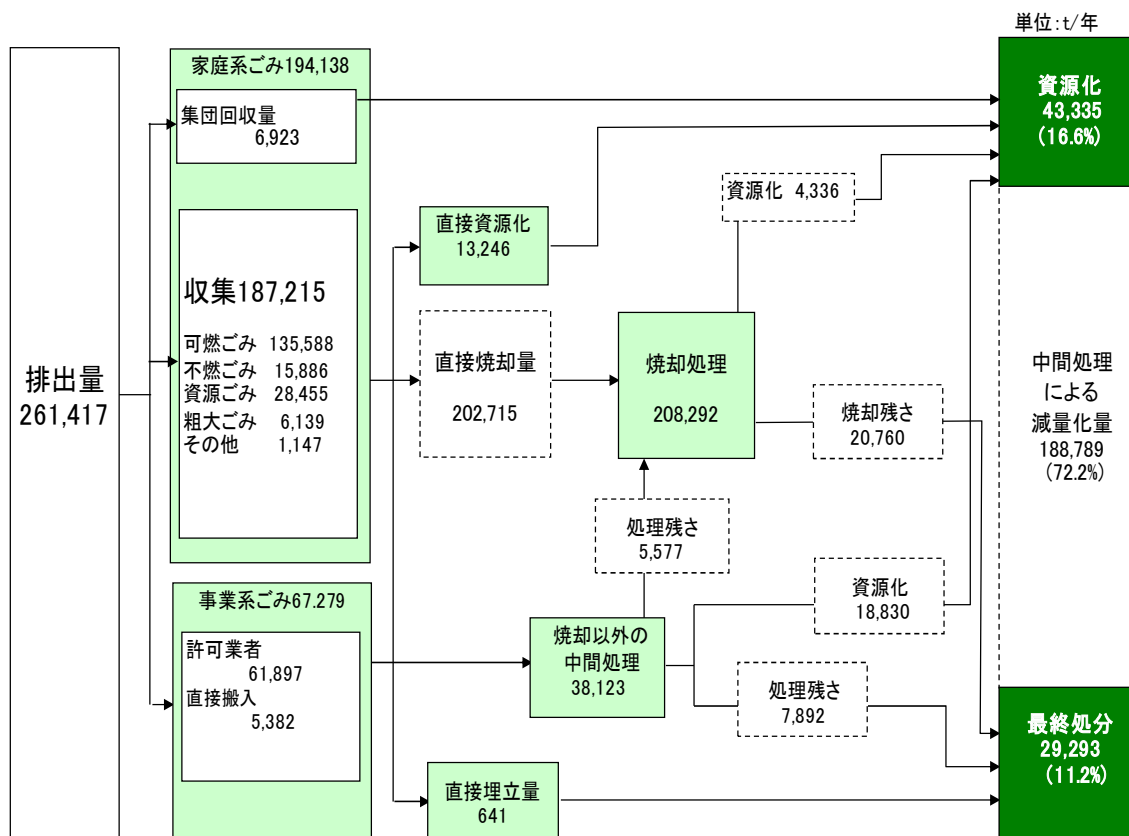 単位:t/年
排出量
261,417
家庭系ごみ194,138
集団回収量
6,923
収集187,215
可燃ごみ 135,588
不燃ごみ 15,886
資源ごみ 28,455
粗大ごみ 6,139
その他 1,147
事業系ごみ67.279
許可業者
61,897
直接搬入
5,382
直接資源化
13,246
直接焼却量
202,715
焼却処理
208,292
資源化 4,336
焼却残さ
20,760
処理残さ
5,577
焼却以外の
中間処理
38,123
資源化
18,830
処理残さ
7,892
直接埋立量
641
資源化
43,335
(16.6%)
中間処理
による
減量化量
188,789
(72.2%)
最終処分
29,293
(11.2%)